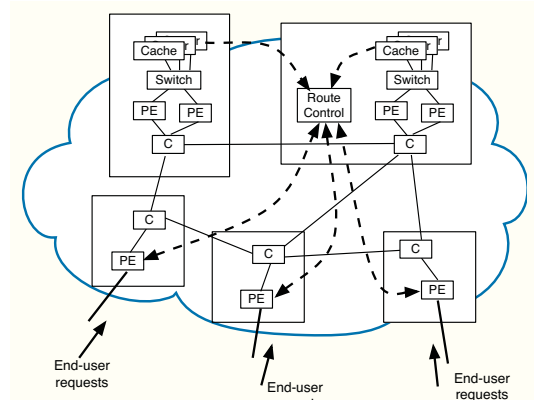 Cache
Cache
Switch
Switch
PE
PE
Route
Control
PE
PE
C
C
C
PE
C
PE
C
PE
End-user
requests
End-user
End-user
requests